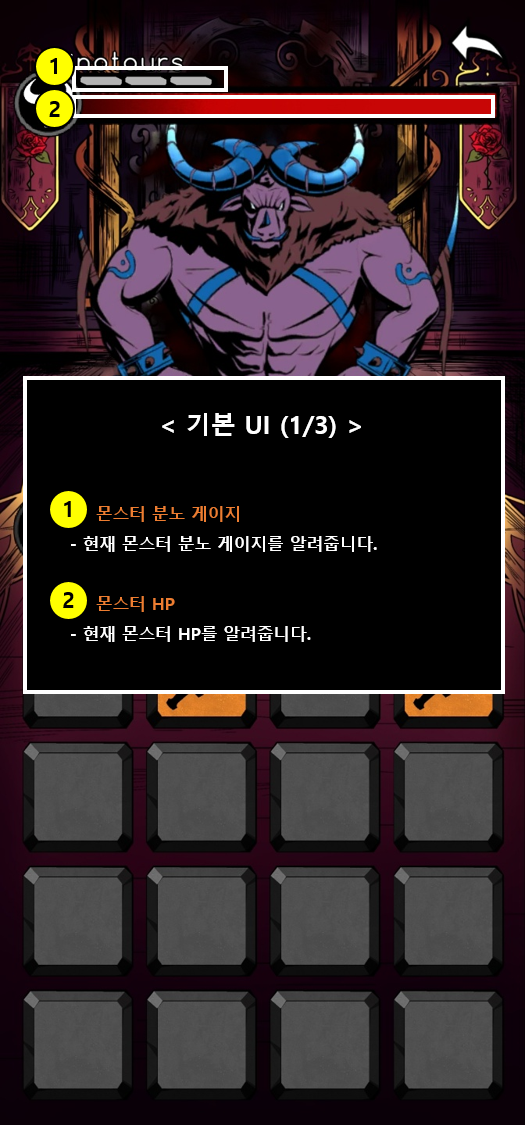 1
2
< 기본 UI (1/3) >
1 몬스터 분노 게이지
- 현재 몬스터 분노 게이지를 알려줍니다.
2 몬스터 HP
- 현재 몬스터 HP를 알려줍니다.